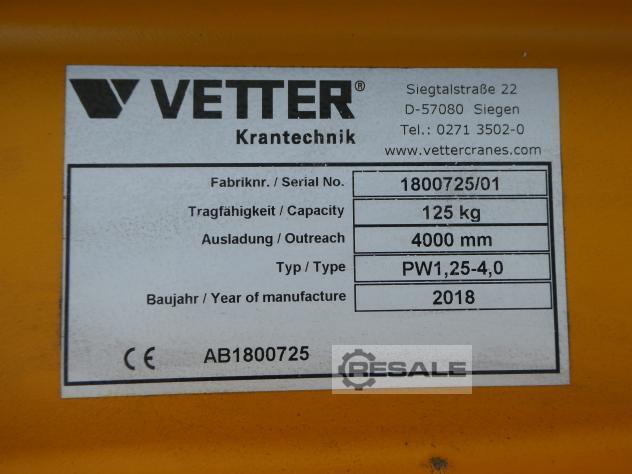 VETTER®
Krantechnik
Siegtalstraße 22
D-57080 Siegen
Tel.: 0271 3502-0
www.vettercranes.com
Fabriknr. / Serial No. 1800725/01
Tragfähigkeit / Capacity 125 kg
Ausladung / Outreach 4000 mm
Typ / Type PW1,25-4,0
Baujahr / Year of manufacture 2018
CE AB1800725
RESALE